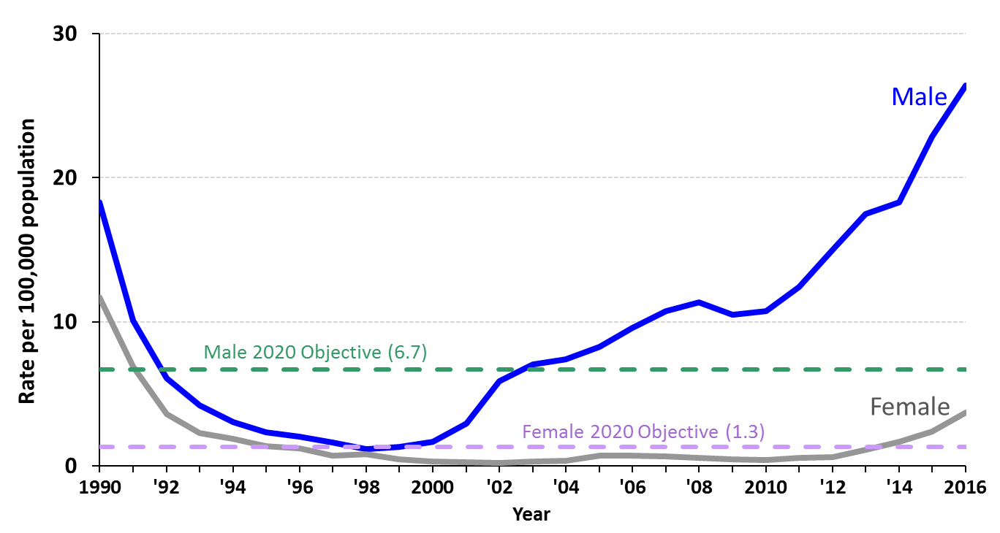 30
20
10
0
Rate per 100,000 population
Male
Male 2020 Objective (6.7)
Female
Female 2020 Objective (1.3)
1990 '92 '94 '96 '98 2000 '02 '04 '06 '08 2010 '12 '14 2016
Year